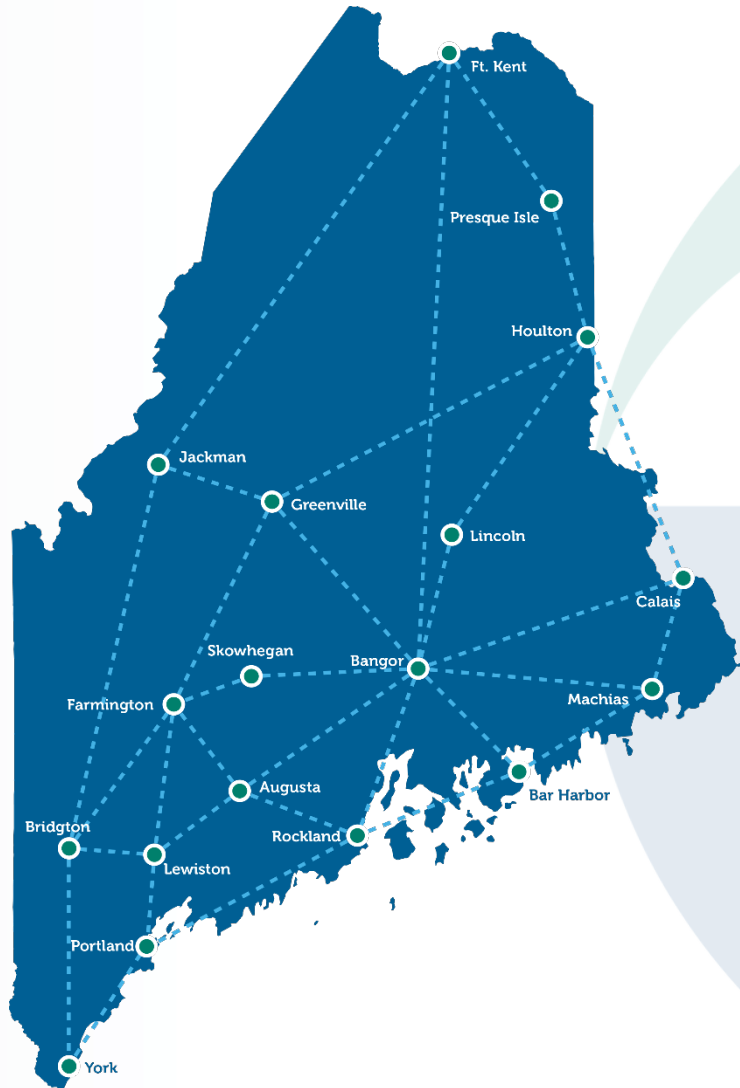 Ft. Kent
Presque Isle
Houlton
Jackman
Greenville
Lincoln
Calais
Skowhegan
Bangor
Machias
Farmington
Augusta
Bar Harbor
Bridgton
Rockland
Lewiston
Portland
York